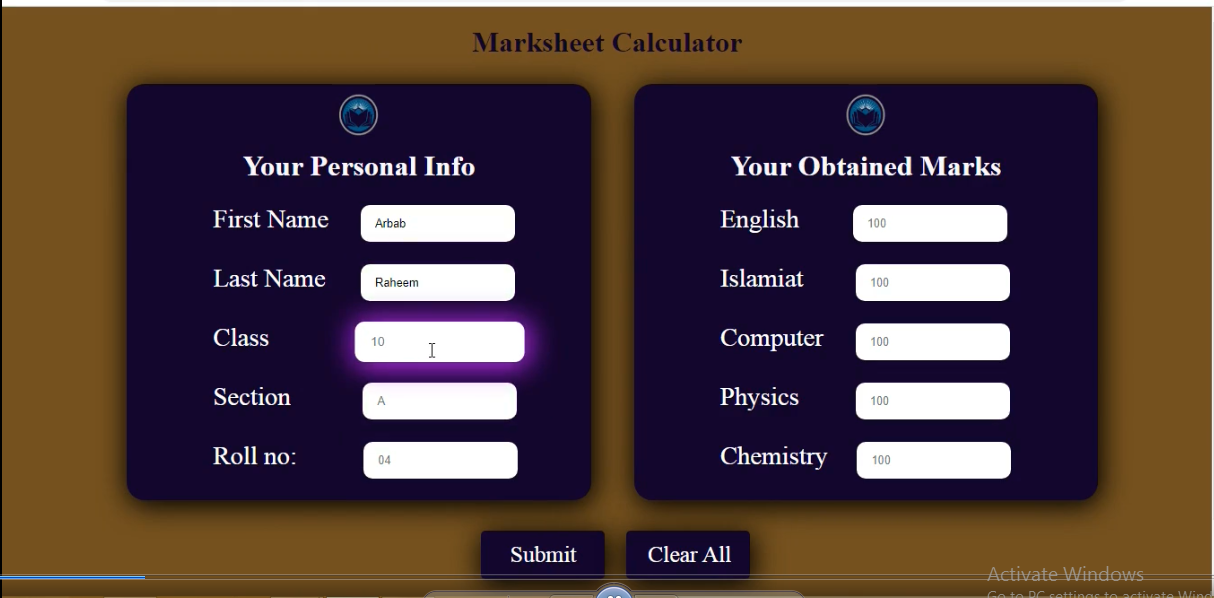 Marksheet Calculator
Your Personal Info
First Name Arbab
Last Name Raheem
Class 10
Section A
Roll no: 04
Your Obtained Marks
English 100
Islamiat 100
Computer 100
Physics 100
Chemistry 100
Submit Clear All
Activate Windows
Go to PC settings to activate Wind